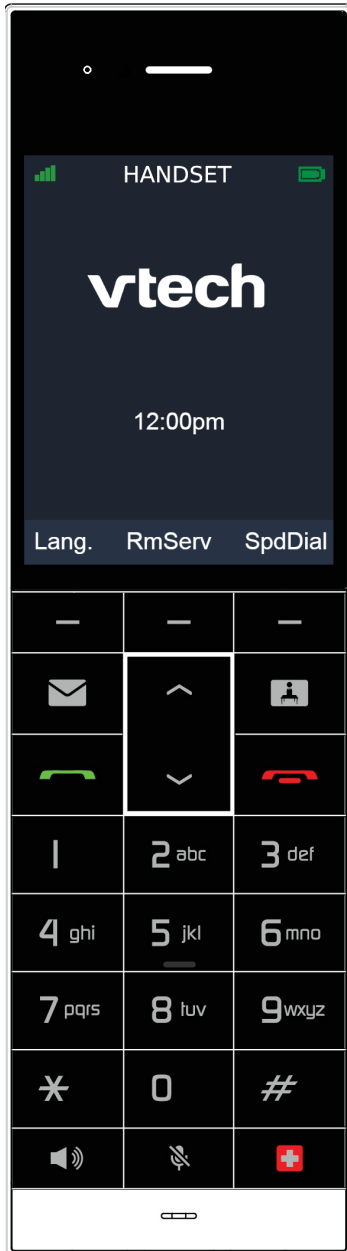 HANDSET
vtech
12:00pm
Lang. RmServ SpdDial
1 2 abc 3 def
4 ghi 5 jkl 6 mno
7 pqrs 8 tuv 9 wxyz
* 0 #